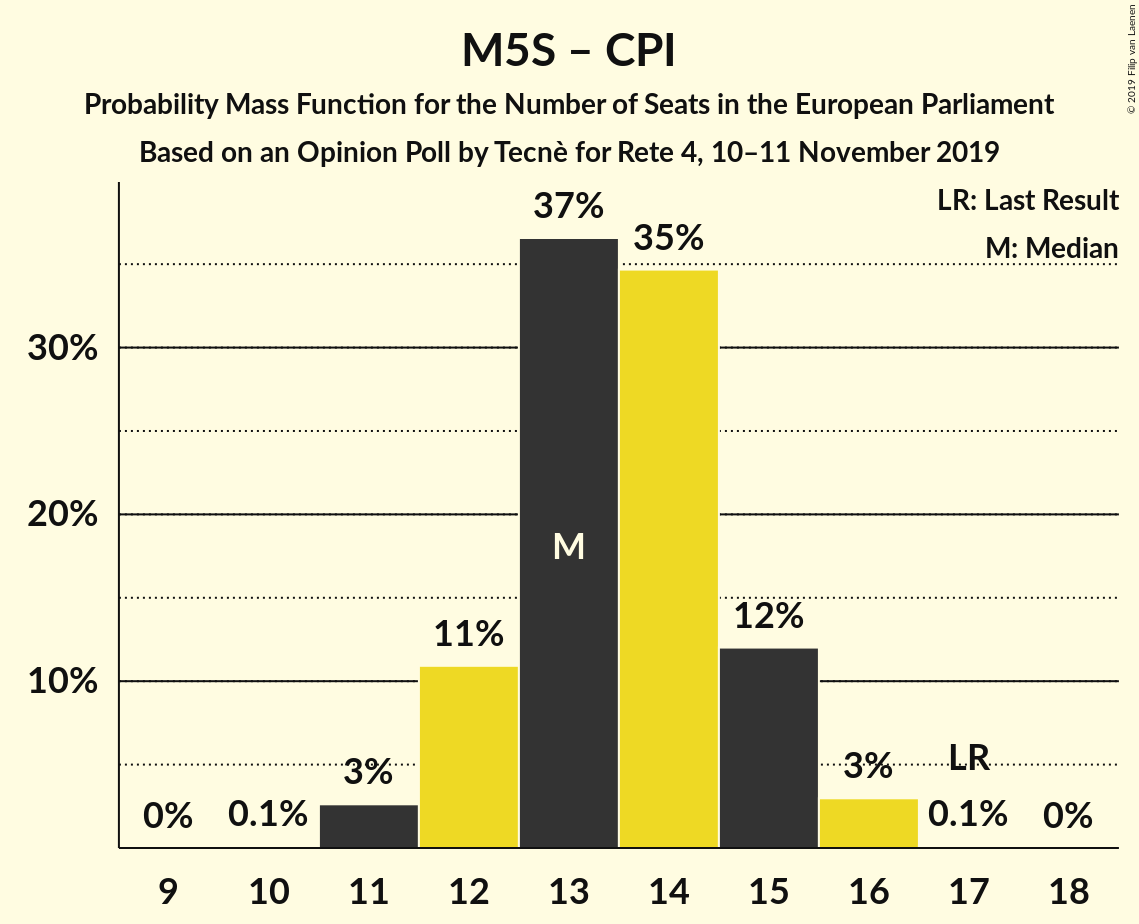 M5S – CPI
Probability Mass Function for the Number of Seats in the European Parliament
Based on an Opinion Poll by Tecnè for Rete 4, 10–11 November 2019
© 2019 Filip van Laenen
LR: Last Result
M: Median
30%
20%
10%
0%
0.1%
3%
11%
37%
M
35%
12%
3%
LR
0.1%
0%
9 10 11 12 13 14 15 16 17 18